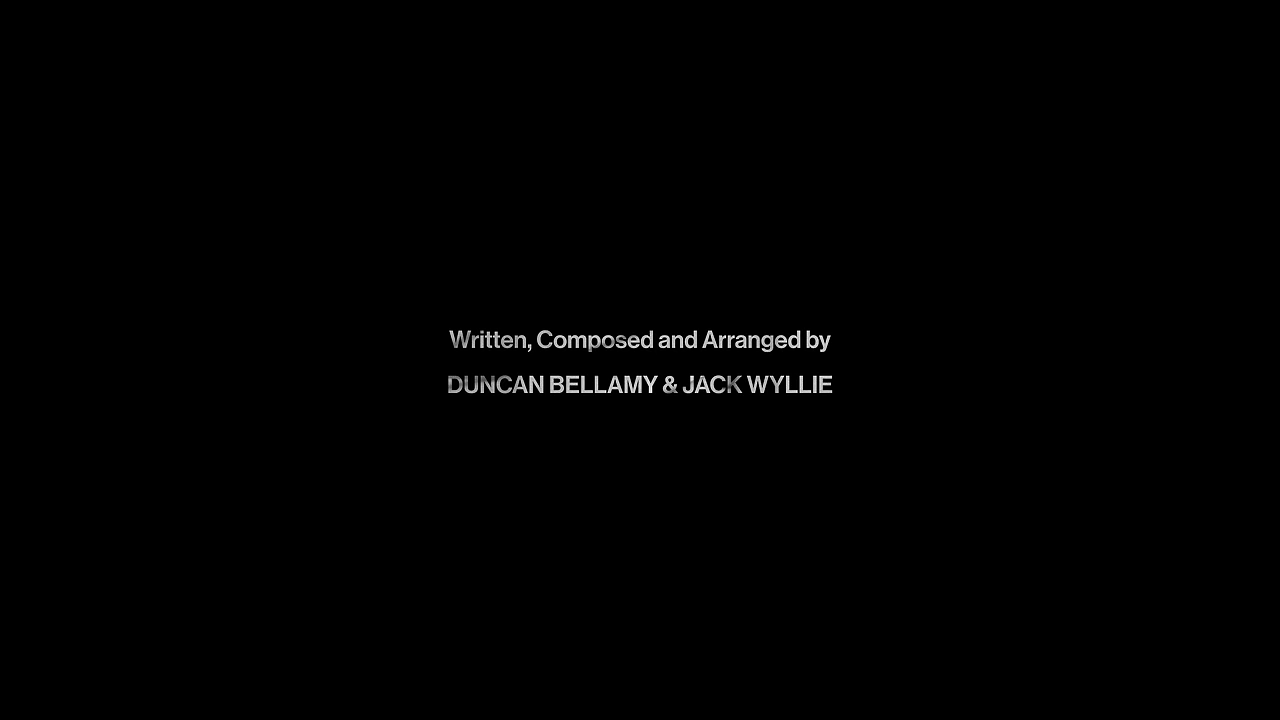 Written, Composed and Arranged by
DUNCAN BELLAMY & JACK WYLLIE